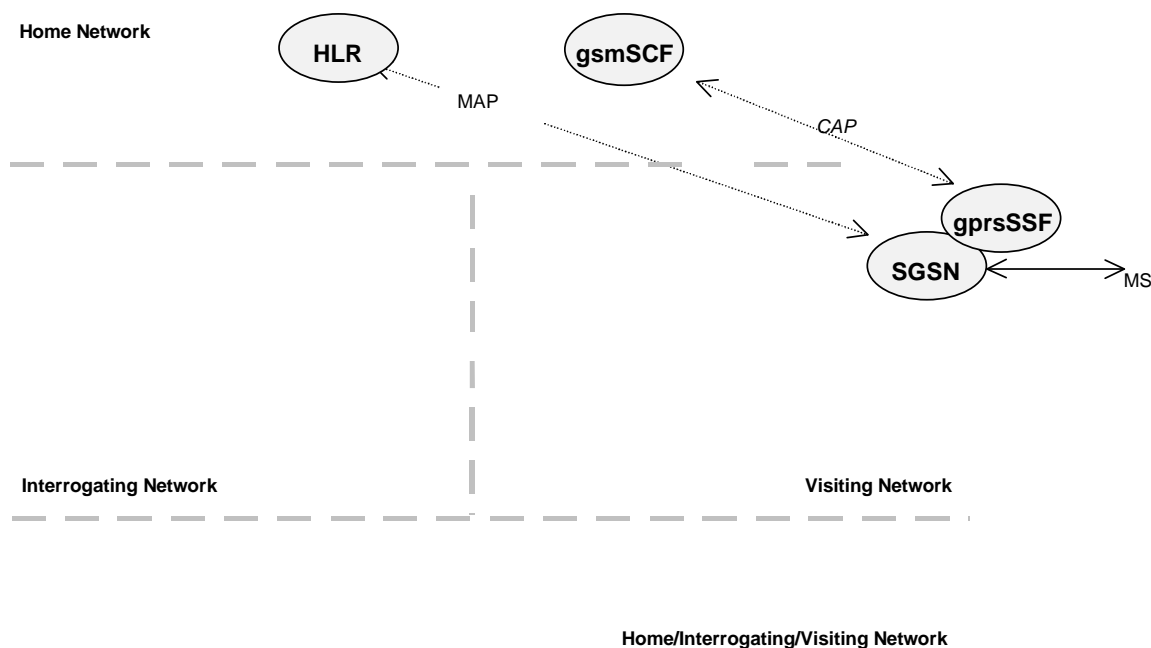 Home Network
HLR
gsmSCF
MAP
CAP
gprsSSF
SGSN
MS
Interrogating Network
Visiting Network
Home/Interrogating/Visiting Network